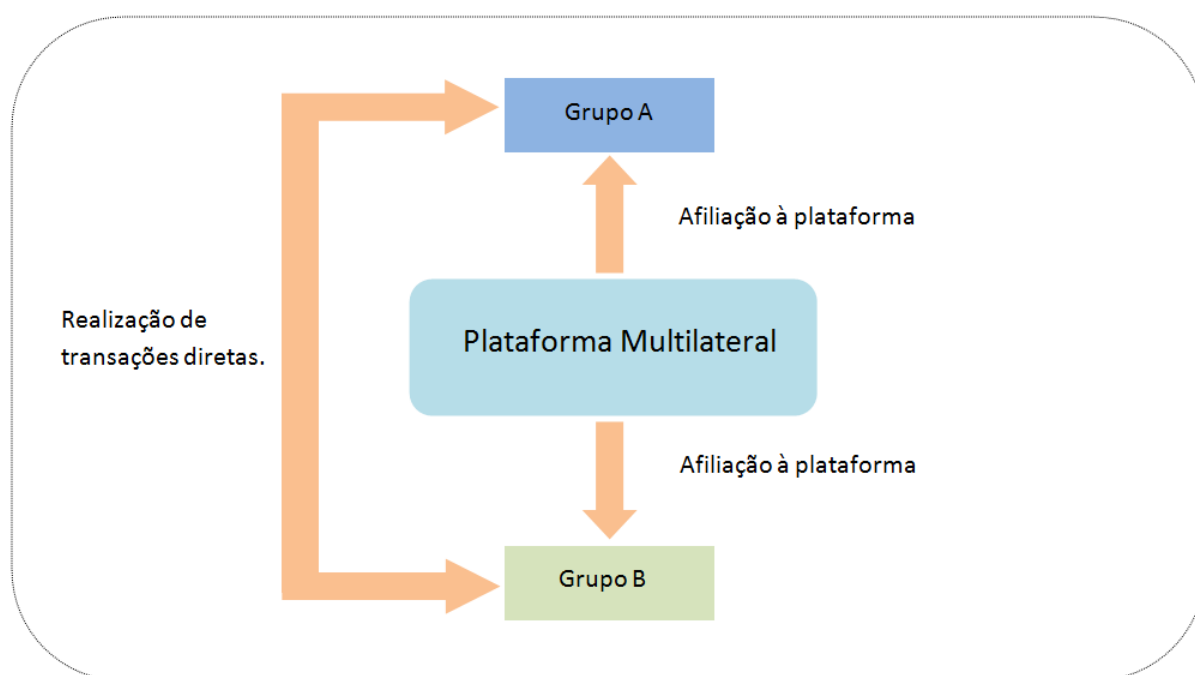 Grupo A
Afiliação à plataforma
Realização de
transações diretas.
Plataforma Multilateral
Afiliação à plataforma
Grupo B